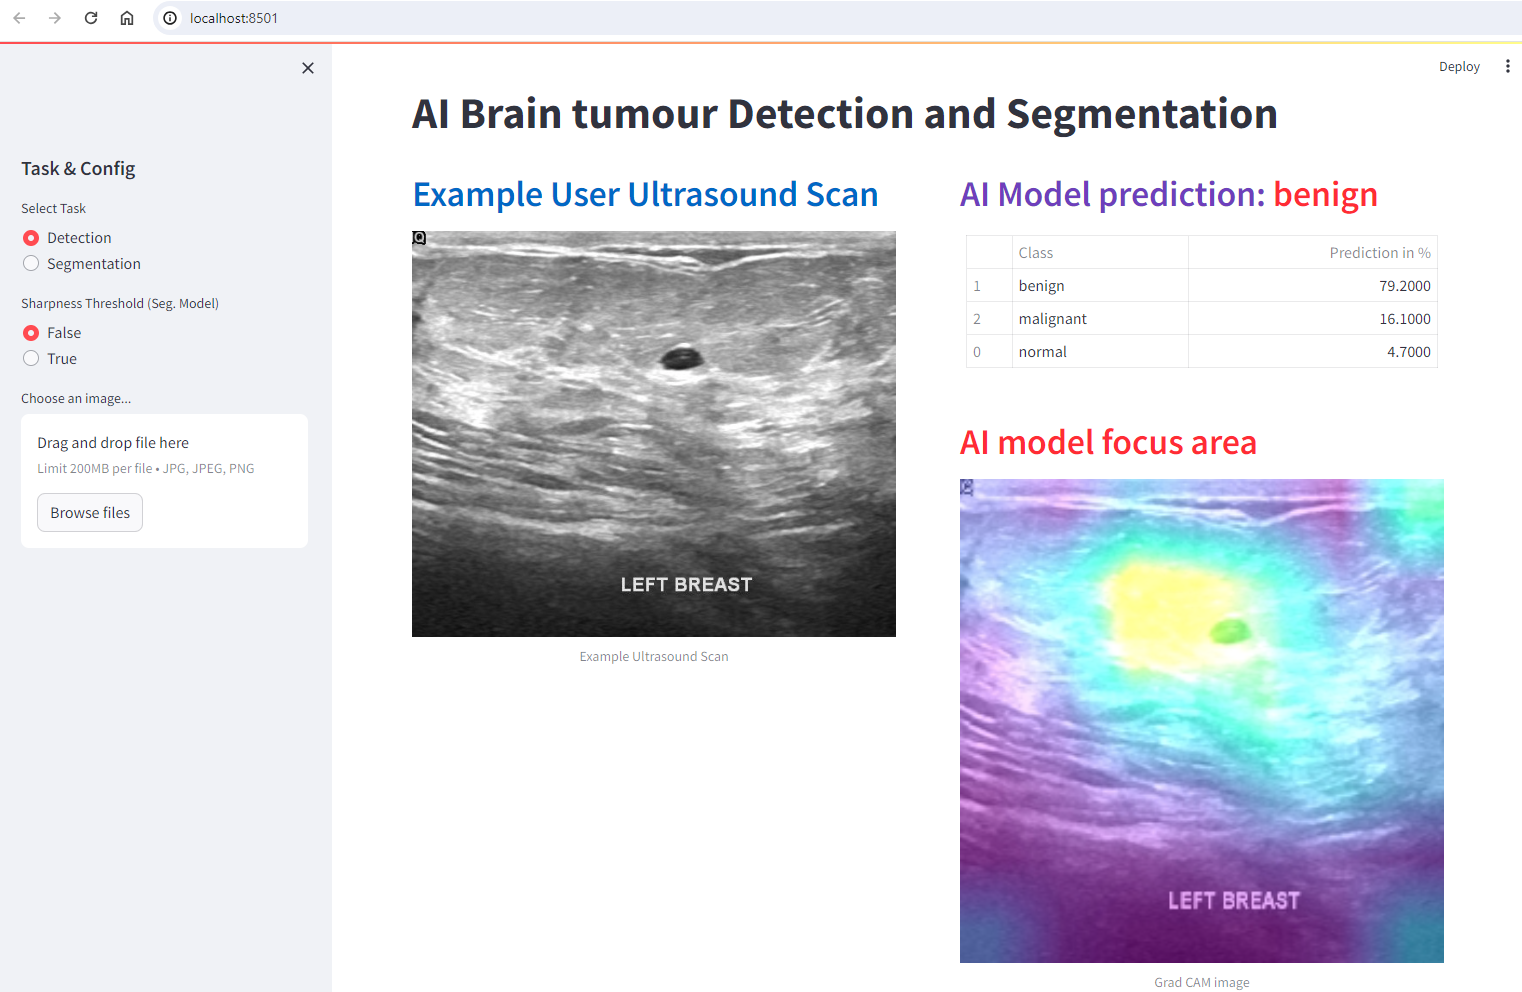 localhost:8501
Deploy
Task & Config
Select Task
Detection
Segmentation
Sharpness Threshold (Seg. Model)
False
True
Choose an image...
Drag and drop file here
Limit 200MB per file • JPG, JPEG, PNG
Browse files
AI Brain tumour Detection and Segmentation
Example User Ultrasound Scan
LEFT BREAST
Example Ultrasound Scan
AI Model prediction: benign
Class Prediction in %
1 benign 79.2000
2 malignant 16.1000
0 normal 4.7000
AI model focus area
LEFT BREAST
Grad CAM image